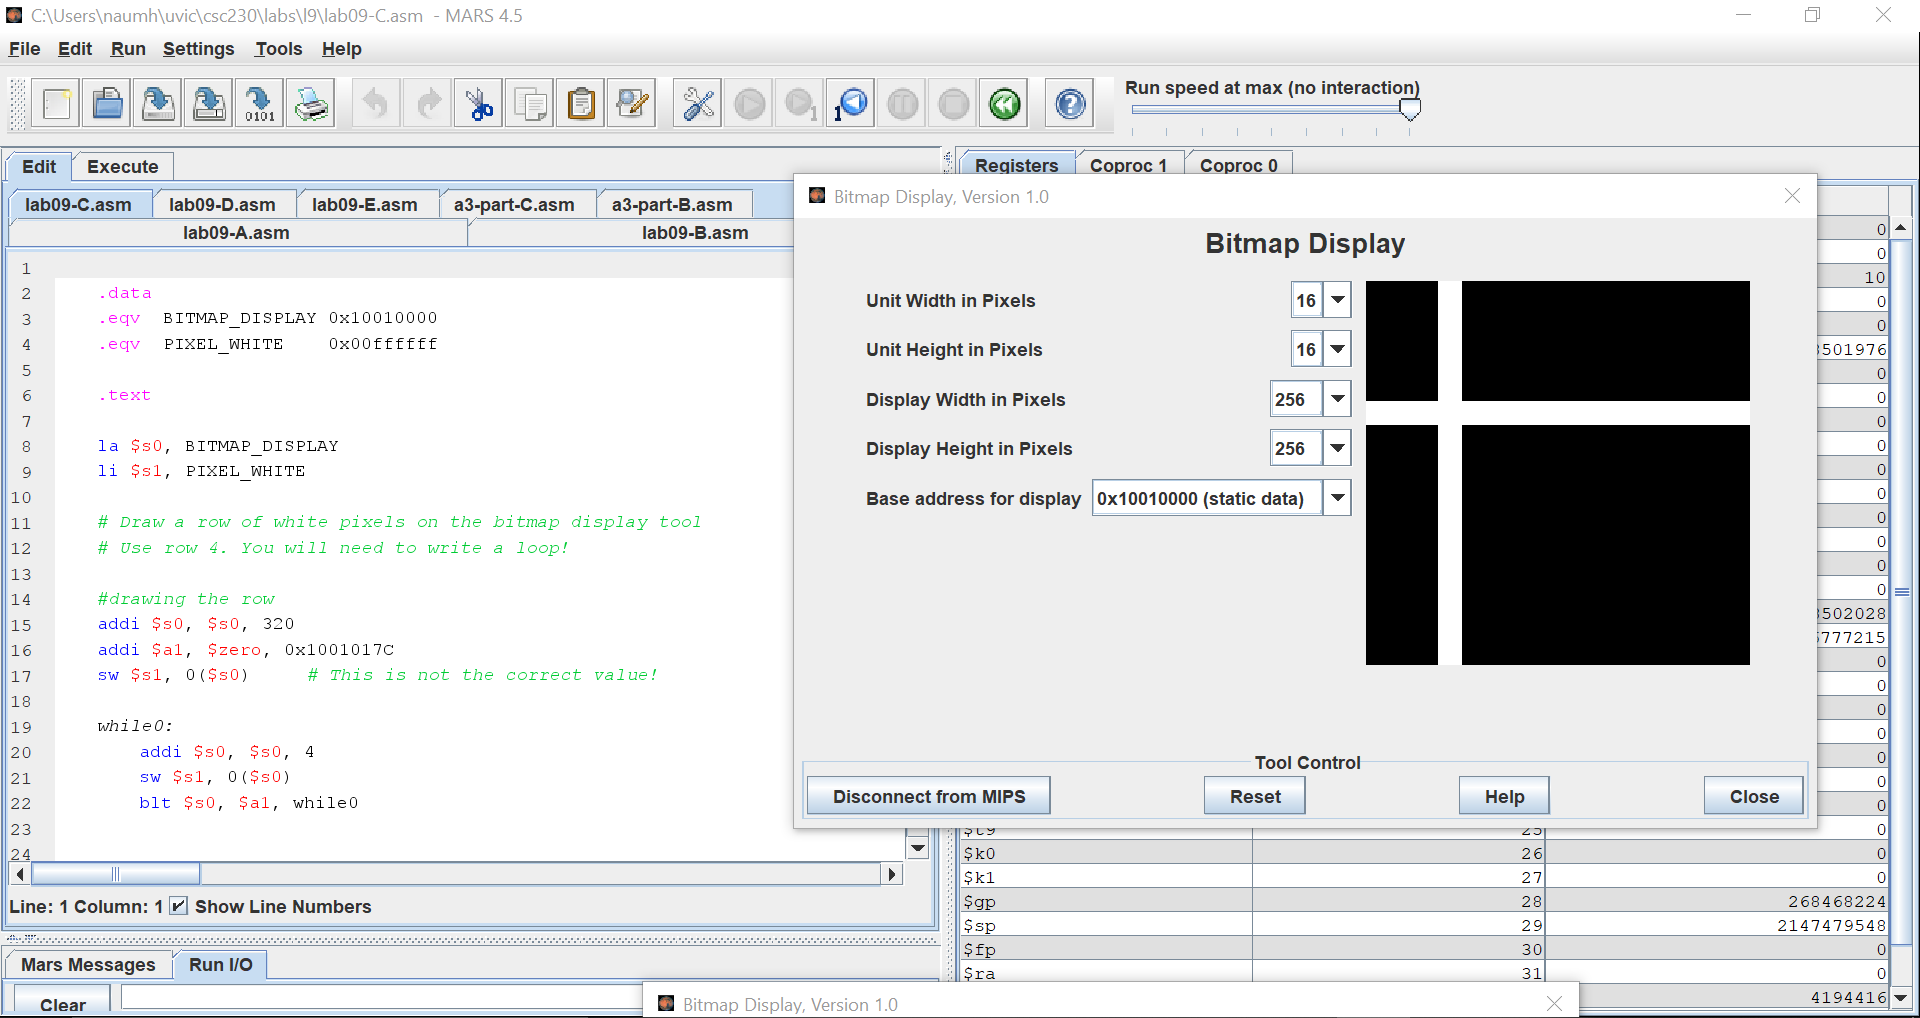 C:\Users\naumh\uvic\csc230\labs\l9\lab09-C.asm - MARS 4.5
File Edit Run Settings Tools Help
Run speed at max (no interaction)
Edit Execute
Registers Coproc 1 Coproc 0
lab09-C.asm lab09-D.asm lab09-E.asm a3-part-C.asm a3-part-B.asm
lab09-A.asm lab09-B.asm
1
2 .data
3 .eqv BITMAP_DISPLAY 0x10010000
4 .eqv PIXEL_WHITE 0x00ffffff
5
6 .text
7
8 la $s0, BITMAP_DISPLAY
9 li $s1, PIXEL_WHITE
10
11 # Draw a row of white pixels on the bitmap display tool
12 # Use row 4. You will need to write a loop!
13
14 #drawing the row
15 addi $s0, $s0, 320
16 addi $a1, $zero, 0x1001017C
17 sw $s1, 0($s0) # This is not the correct value!
18
19 while0:
20 addi $s0, $s0, 4
21 sw $s1, 0($s0)
22 blt $s0, $a1, while0
23
24
Line: 1 Column: 1 Show Line Numbers
Mars Messages Run I/O
Clear
Bitmap Display, Version 1.0
Bitmap Display
Unit Width in Pixels 16
Unit Height in Pixels 16
Display Width in Pixels 256
Display Height in Pixels 256
Base address for display 0x10010000 (static data)
Tool Control
Disconnect from MIPS Reset Help Close
0
0
10
0
0
501976
0
0
0
0
0
0
0
0
0
0
502028
777215
0
0
0
0
0
0
0
$t9 25 0
$k0 26 0
$k1 27 0
$gp 28 268468224
$sp 29 2147479548
$fp 30 0
$ra 31 0
4194416
Bitmap Display, Version 1.0